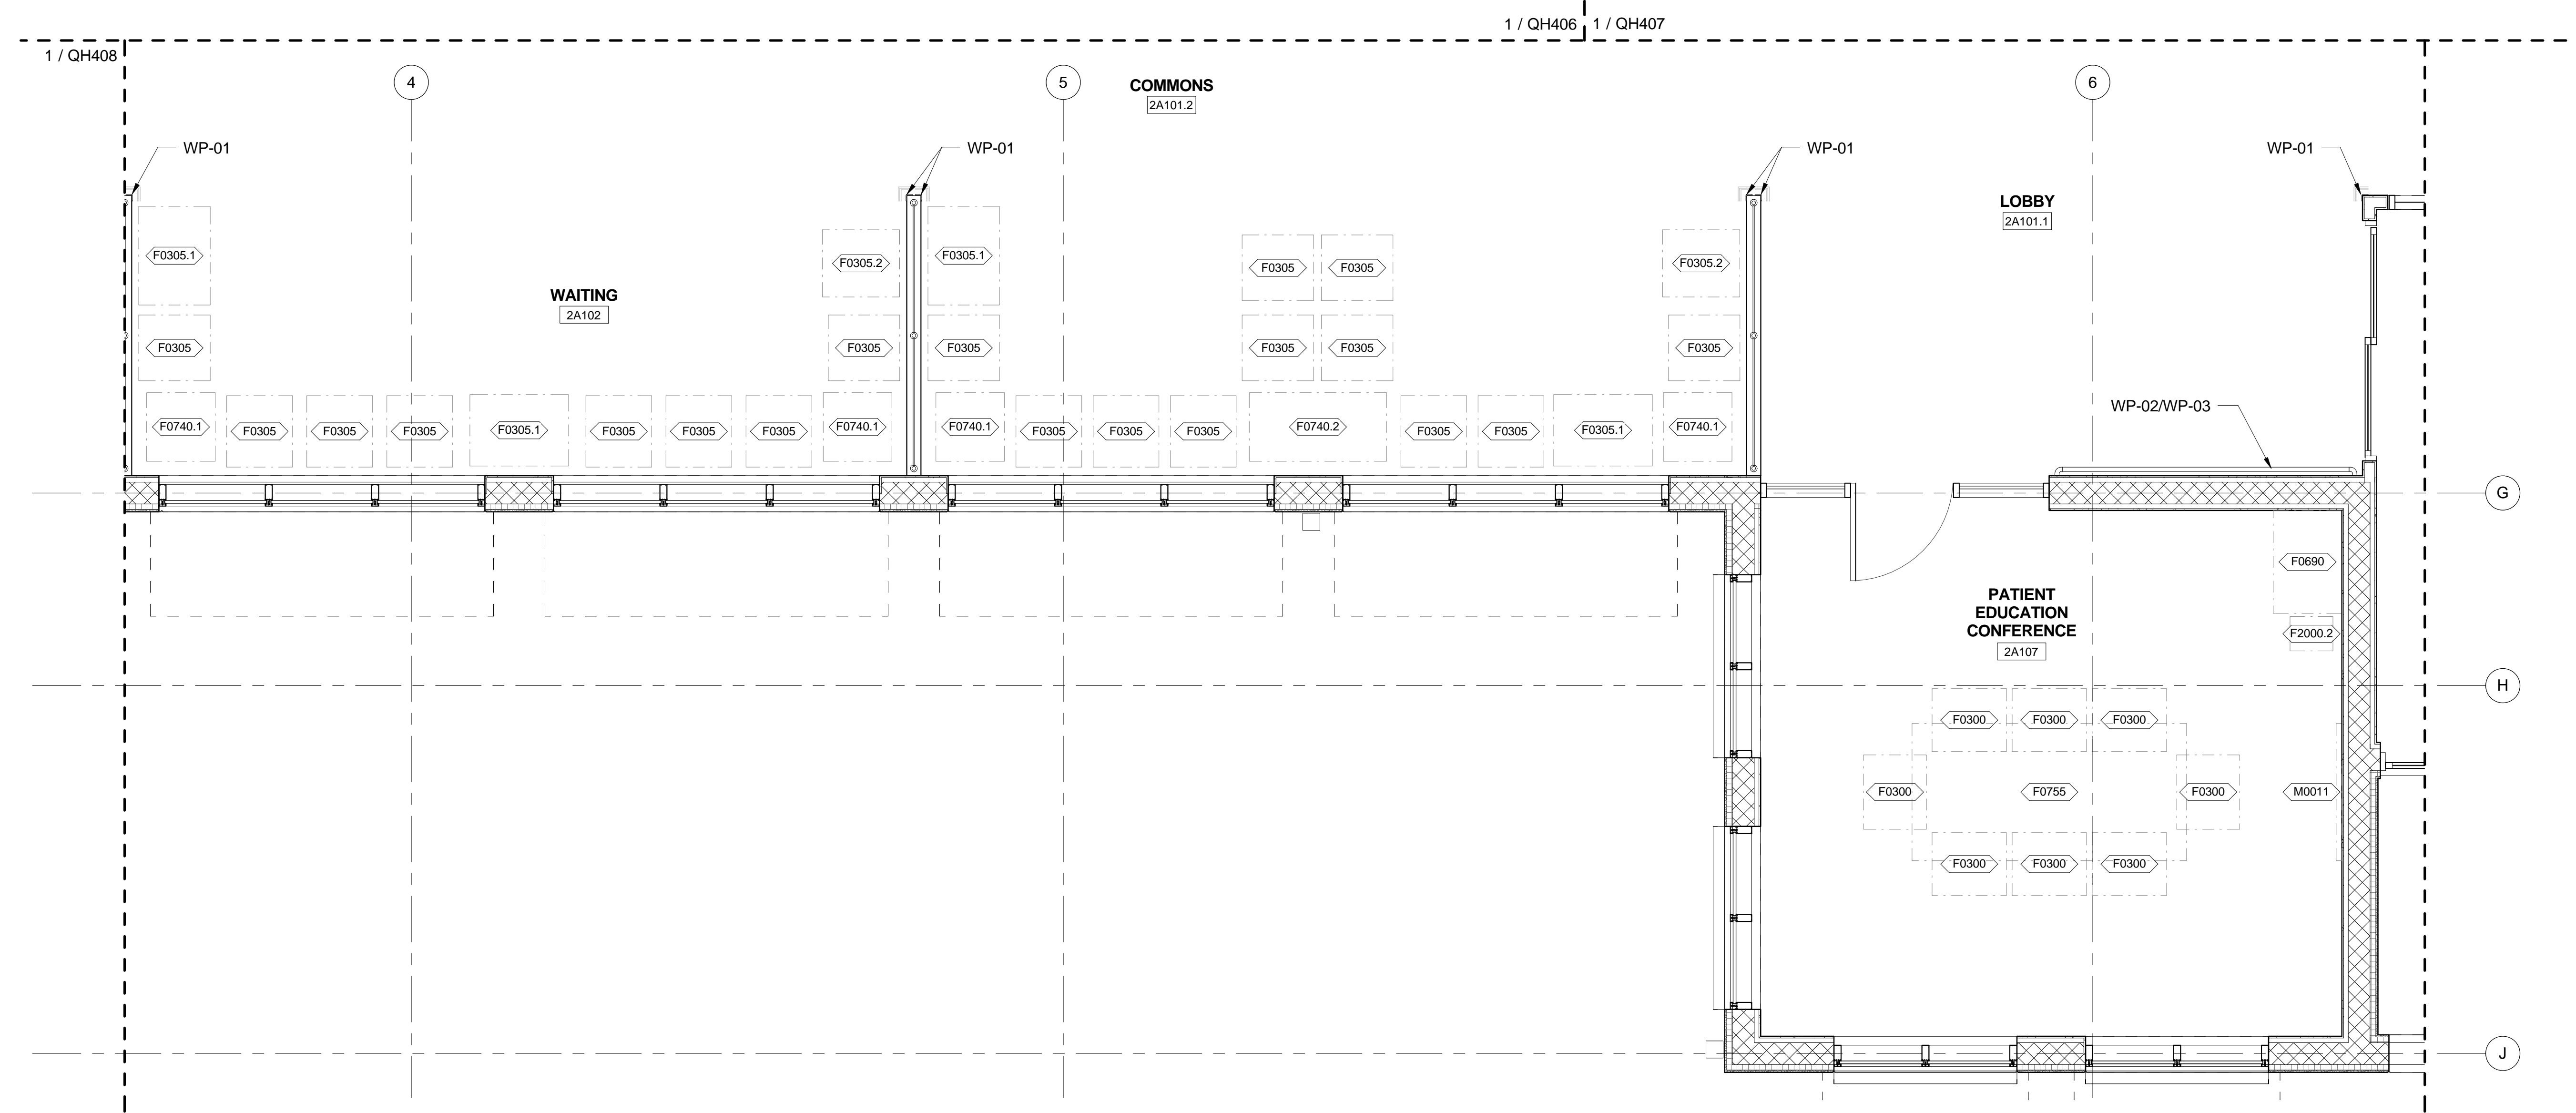 1 / QH406
1 / QH407
1 / QH408
4
5
COMMONS
2A101.2
6
WP-01
WP-01
WP-01
WP-01
LOBBY
2A101.1
F0305.1
F0305.2
F0305.1
F0305
F0305
F0305.2
WAITING
2A102
F0305
F0305
F0305
F0305
F0305
F0305
F0740.1
F0305
F0305
F0305
F0305.1
F0305
F0305
F0305
F0740.1
F0740.1
F0305
F0305
F0305
F0740.2
F0305
F0305
F0305.1
F0740.1
WP-02/WP-03
G
F0690
PATIENT
EDUCATION
CONFERENCE
2A107
F2000.2
H
F0300
F0300
F0300
F0300
F0755
F0300
M0011
F0300
F0300
F0300
J